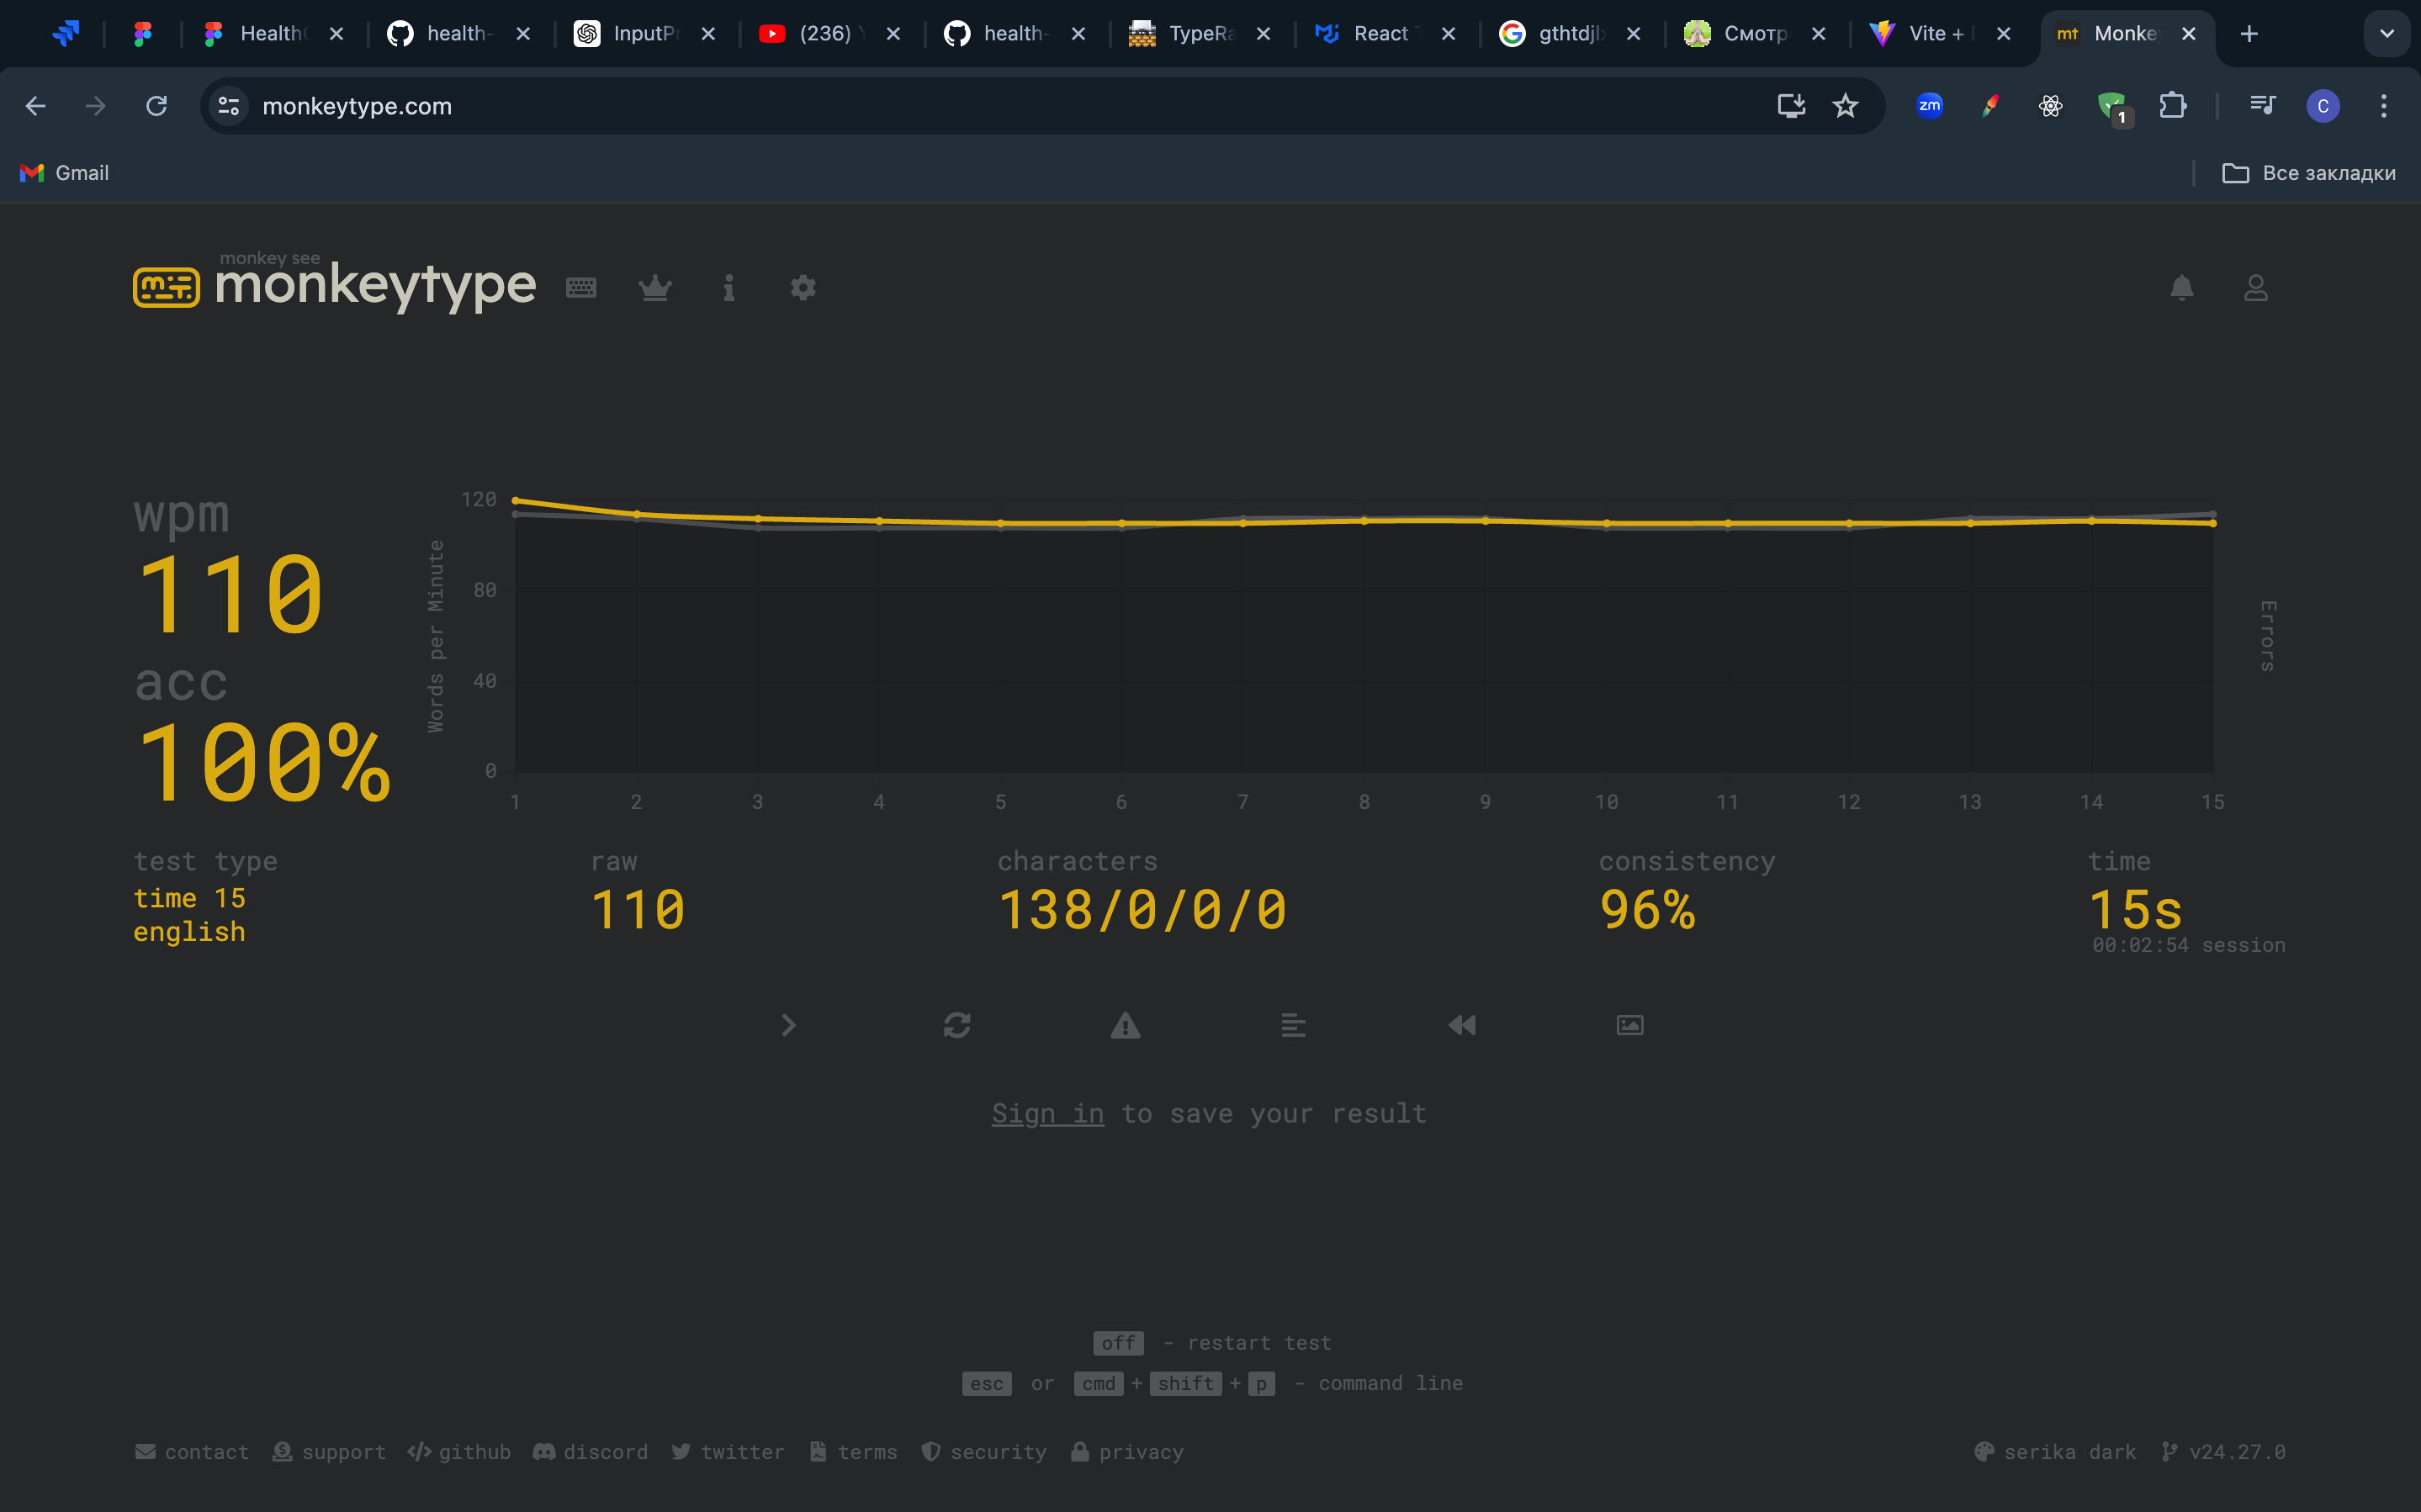 Health
health-
InputP
(236)
health-
TypeRa
React
gthtdjl
Смотр
Vite +
mt
Monke
monkeytype.com
zm
1
C
Gmail
Все закладки
monkey see
monkeytype
wpm
110
acc
100%
Words per Minute
120
80
40
0
1 2 3 4 5 6 7 8 9 10 11 12 13 14 15
Errors
test type
time 15
english
raw
110
characters
138/0/0/0
consistency
96%
time
15s
00:02:54 session
Sign in to save your result
off - restart test
esc or cmd + shift + p - command line
contact support github discord twitter terms security privacy
serika dark v24.27.0